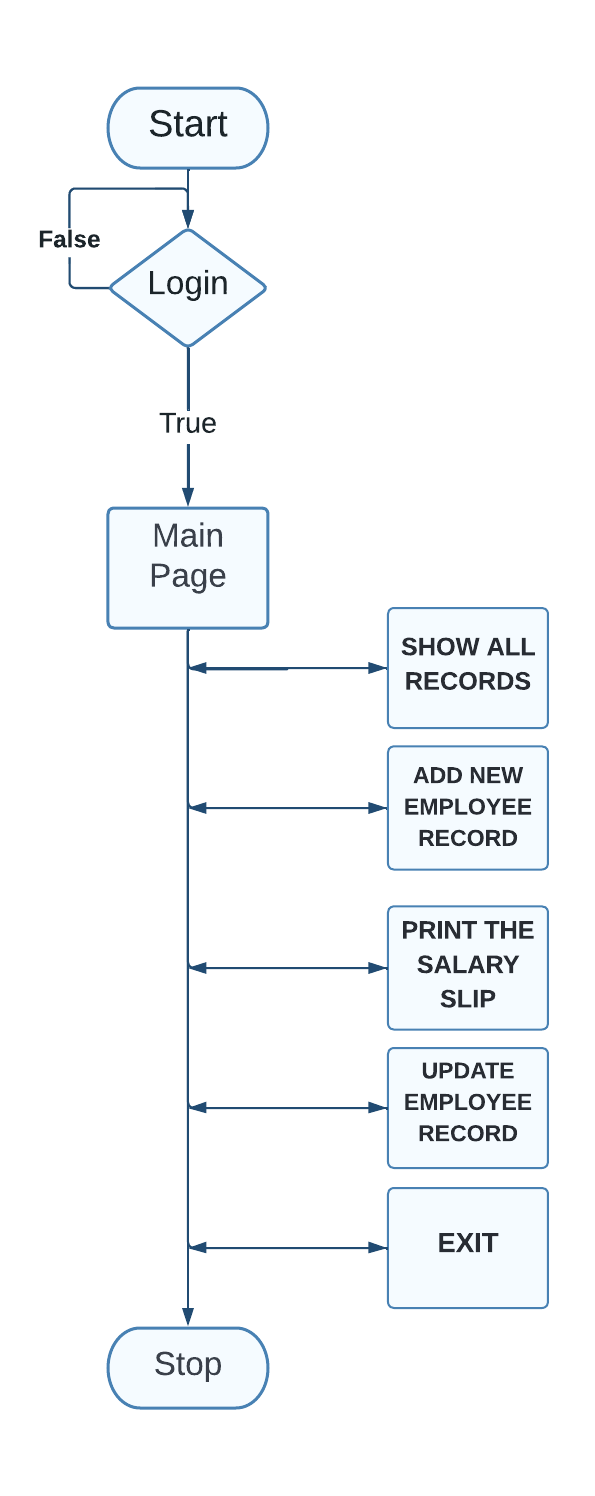 Start
False
Login
True
Main
Page
SHOW ALL
RECORDS
ADD NEW
EMPLOYEE
RECORD
PRINT THE
SALARY
SLIP
UPDATE
EMPLOYEE
RECORD
EXIT
Stop